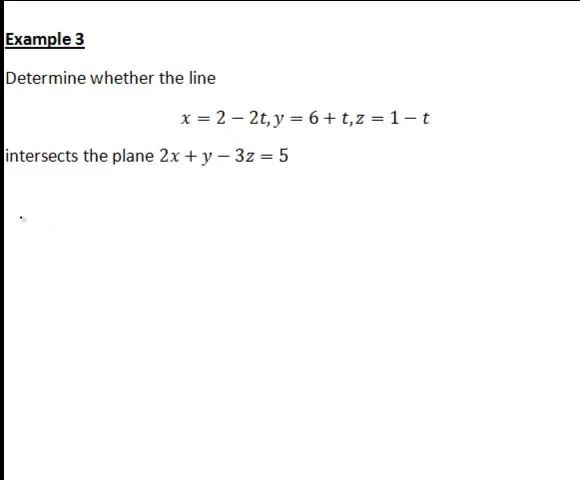 Example 3
Determine whether the line
x = 2 − 2t, y = 6 + t, z = 1 − t
intersects the plane 2x + y − 3z = 5